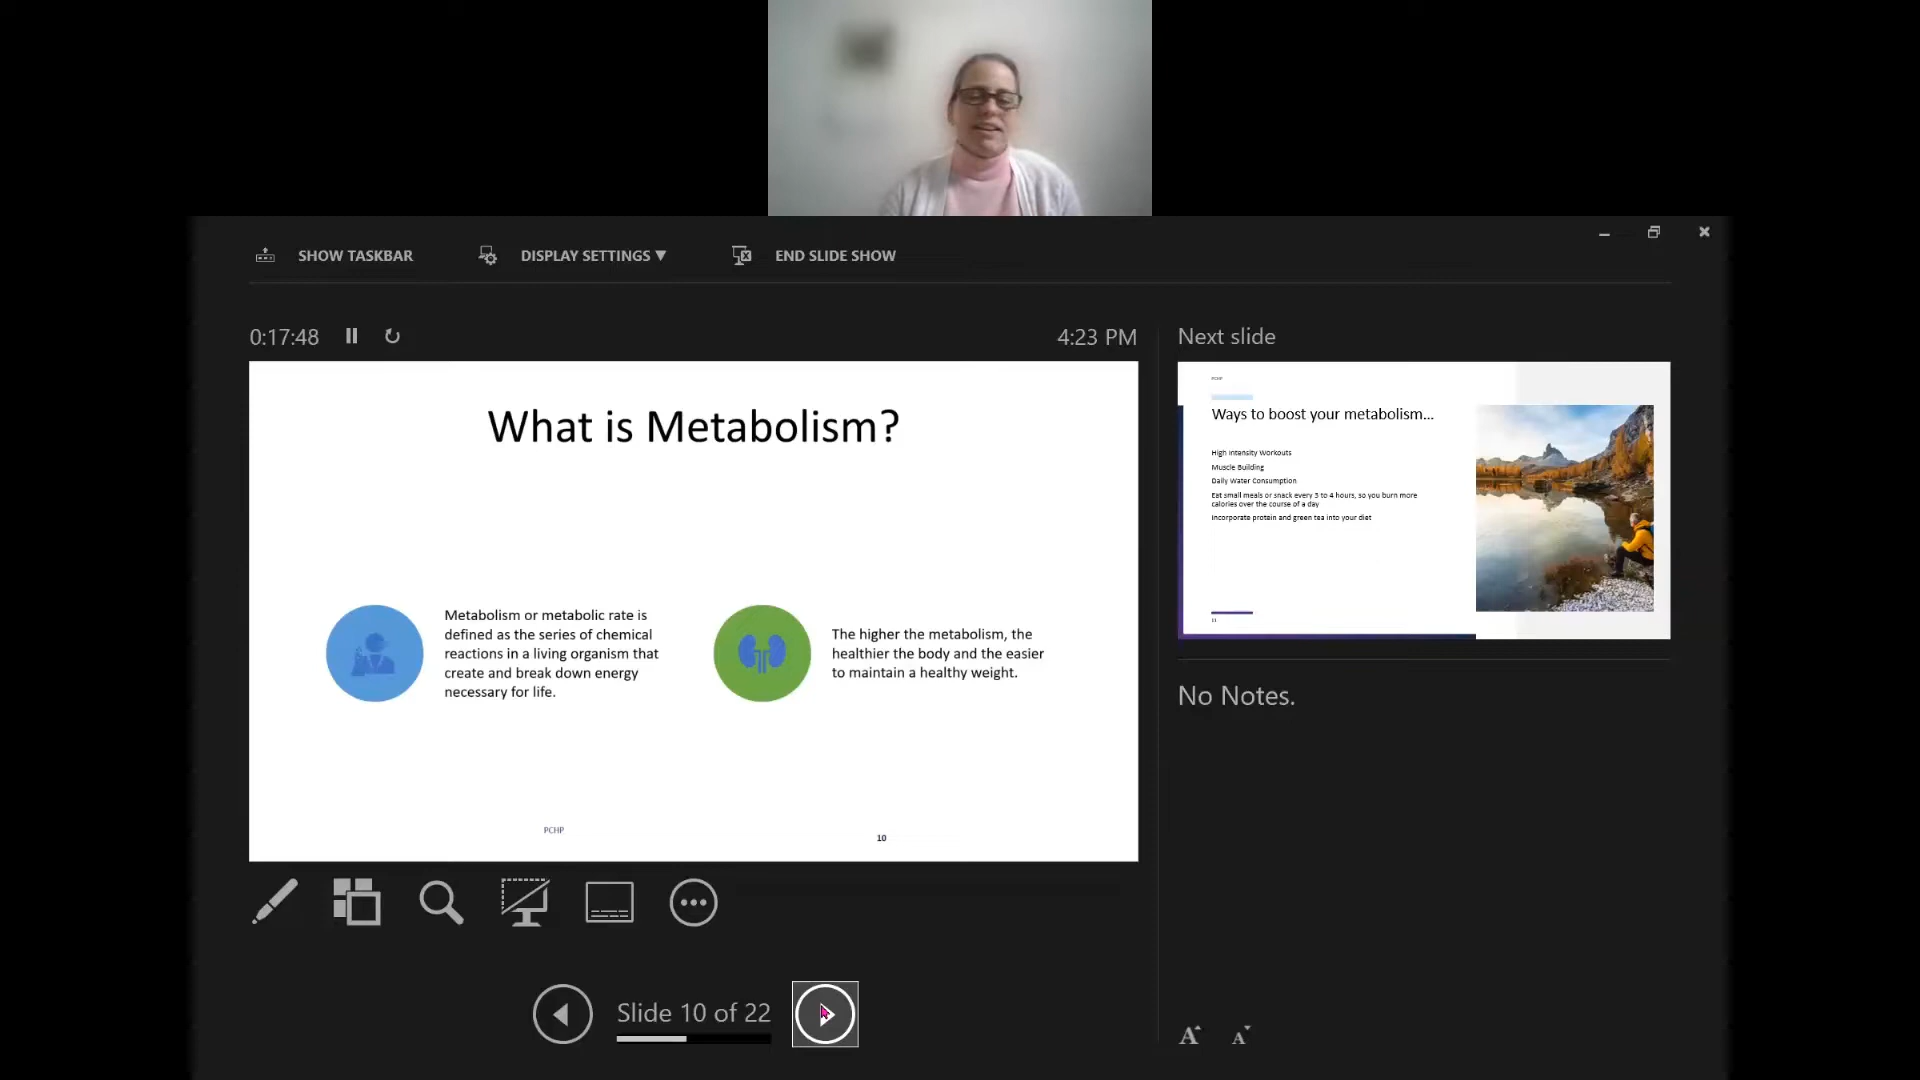 SHOW TASKBAR
DISPLAY SETTINGS ▼
END SLIDE SHOW
0:17:48
4:23 PM
What is Metabolism?
Metabolism or metabolic rate is
defined as the series of chemical
reactions in a living organism that
create and break down energy
necessary for life.
The higher the metabolism, the
healthier the body and the easier
to maintain a healthy weight.
PCHP
10
Next slide
PCHP
Ways to boost your metabolism...
High Intensity Workouts
Muscle Building
Daily Water Consumption
Eat small meals or snack every 3 to 4 hours, so you burn more
calories over the course of a day
Incorporate protein and green tea into your diet
11
No Notes.
Slide 10 of 22
A A